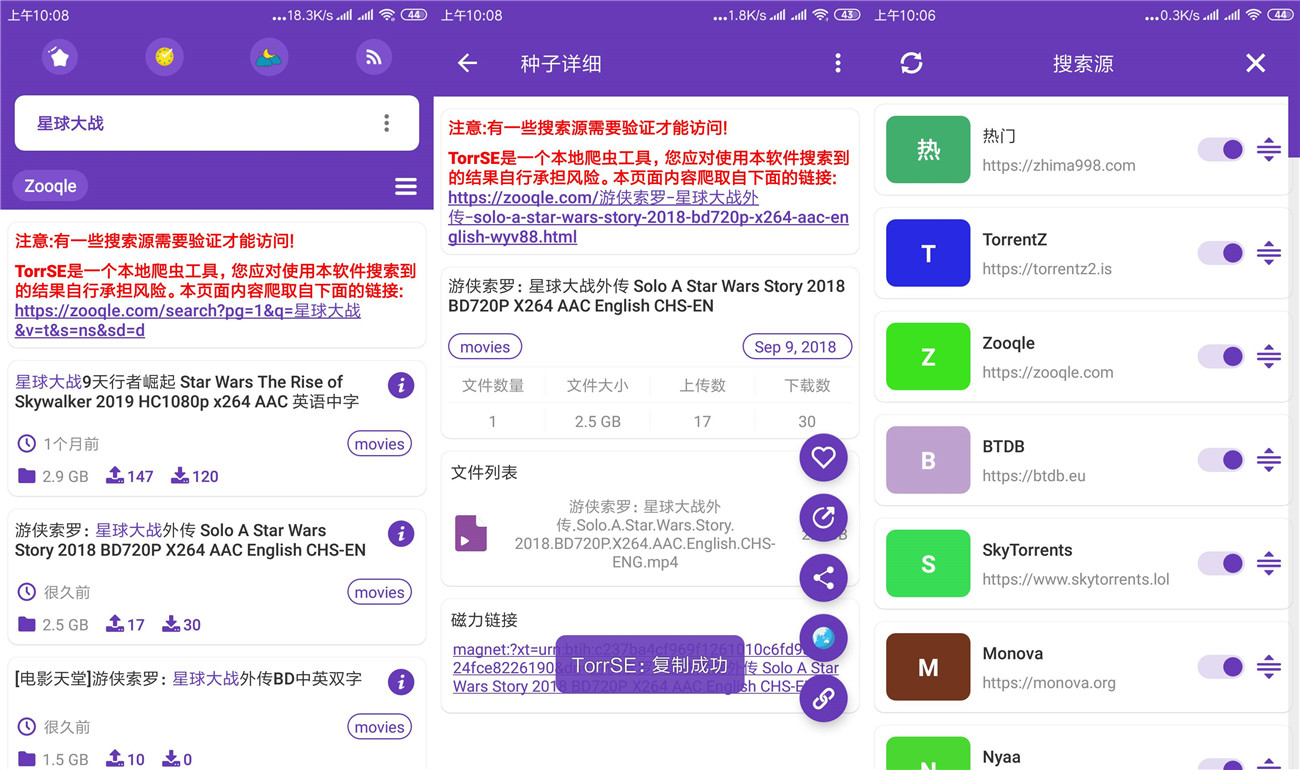 上午10:08
...18.3K/s
44
星球大战
Zooqle
注意:有一些搜索源需要验证才能访问!
TorrSE是一个本地爬虫工具, 您应对使用本软件搜索到
的结果自行承担风险。本页面内容爬取自下面的链接:
https://zooqle.com/search?pg=1&q=星球大战
&v=t&s=ns&sd=d
星球大战9天行者崛起 Star Wars The Rise of
Skywalker 2019 HC1080p x264 AAC 英语中字
1个月前
movies
2.9 GB 147 120
游侠索罗：星球大战外传 Solo A Star Wars
Story 2018 BD720P X264 AAC English CHS-EN
很久前
movies
2.5 GB 17 30
[电影天堂]游侠索罗：星球大战外传BD中英双字
很久前
movies
1.5 GB 10 0
上午10:08
...1.8K/s
43
种子详细
注意:有一些搜索源需要验证才能访问!
TorrSE是一个本地爬虫工具, 您应对使用本软件搜索到
的结果自行承担风险。本页面内容爬取自下面的链接:
https://zooqle.com/游侠索罗-星球大战外
传-solo-a-star-wars-story-2018-bd720p-x264-aac-en
glish-wyv88.html
游侠索罗：星球大战外传 Solo A Star Wars Story 2018
BD720P X264 AAC English CHS-EN
movies
Sep 9, 2018
文件数量 文件大小 上传数 下载数
1 2.5 GB 17 30
文件列表
游侠索罗：星球大战外
传.Solo.A.Star.Wars.Story.
2018.BD720P.X264.AAC.English.CHS-
ENG.mp4
磁力链接
magnet:?xt=urn:btih:c237ba4cf969f1261010c6fd9
24fce8226190 外传 Solo A Star
Wars Story 2018 BD720P X264 AAC English CHS-E
TorrSE：复制成功
上午10:06
...0.3K/s
44
搜索源
热
热门
https://zhima998.com
T
TorrentZ
https://torrentz2.is
Z
Zooqle
https://zooqle.com
B
BTDB
https://btdb.eu
S
SkyTorrents
https://www.skytorrents.lol
M
Monova
https://monova.org
N
Nyaa